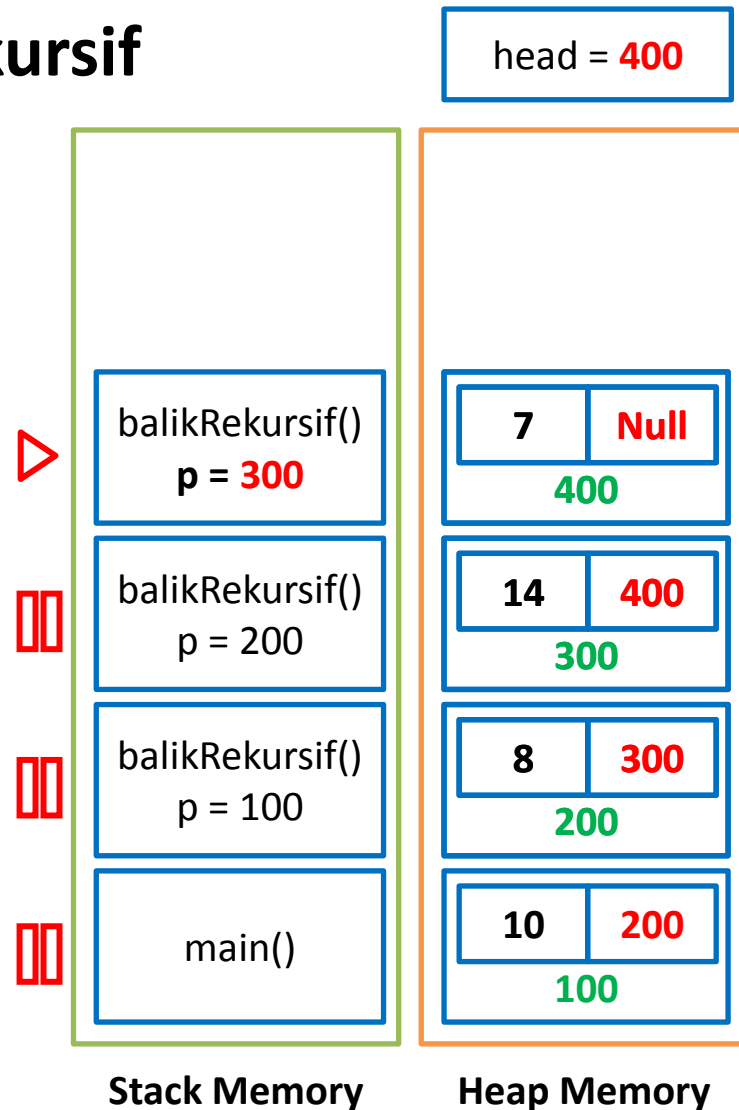 kursif
head = 400
balikRekursif()
p = 300
7 Null
400
balikRekursif()
p = 200
14 400
300
balikRekursif()
p = 100
8 300
200
main()
10 200
100
Stack Memory
Heap Memory